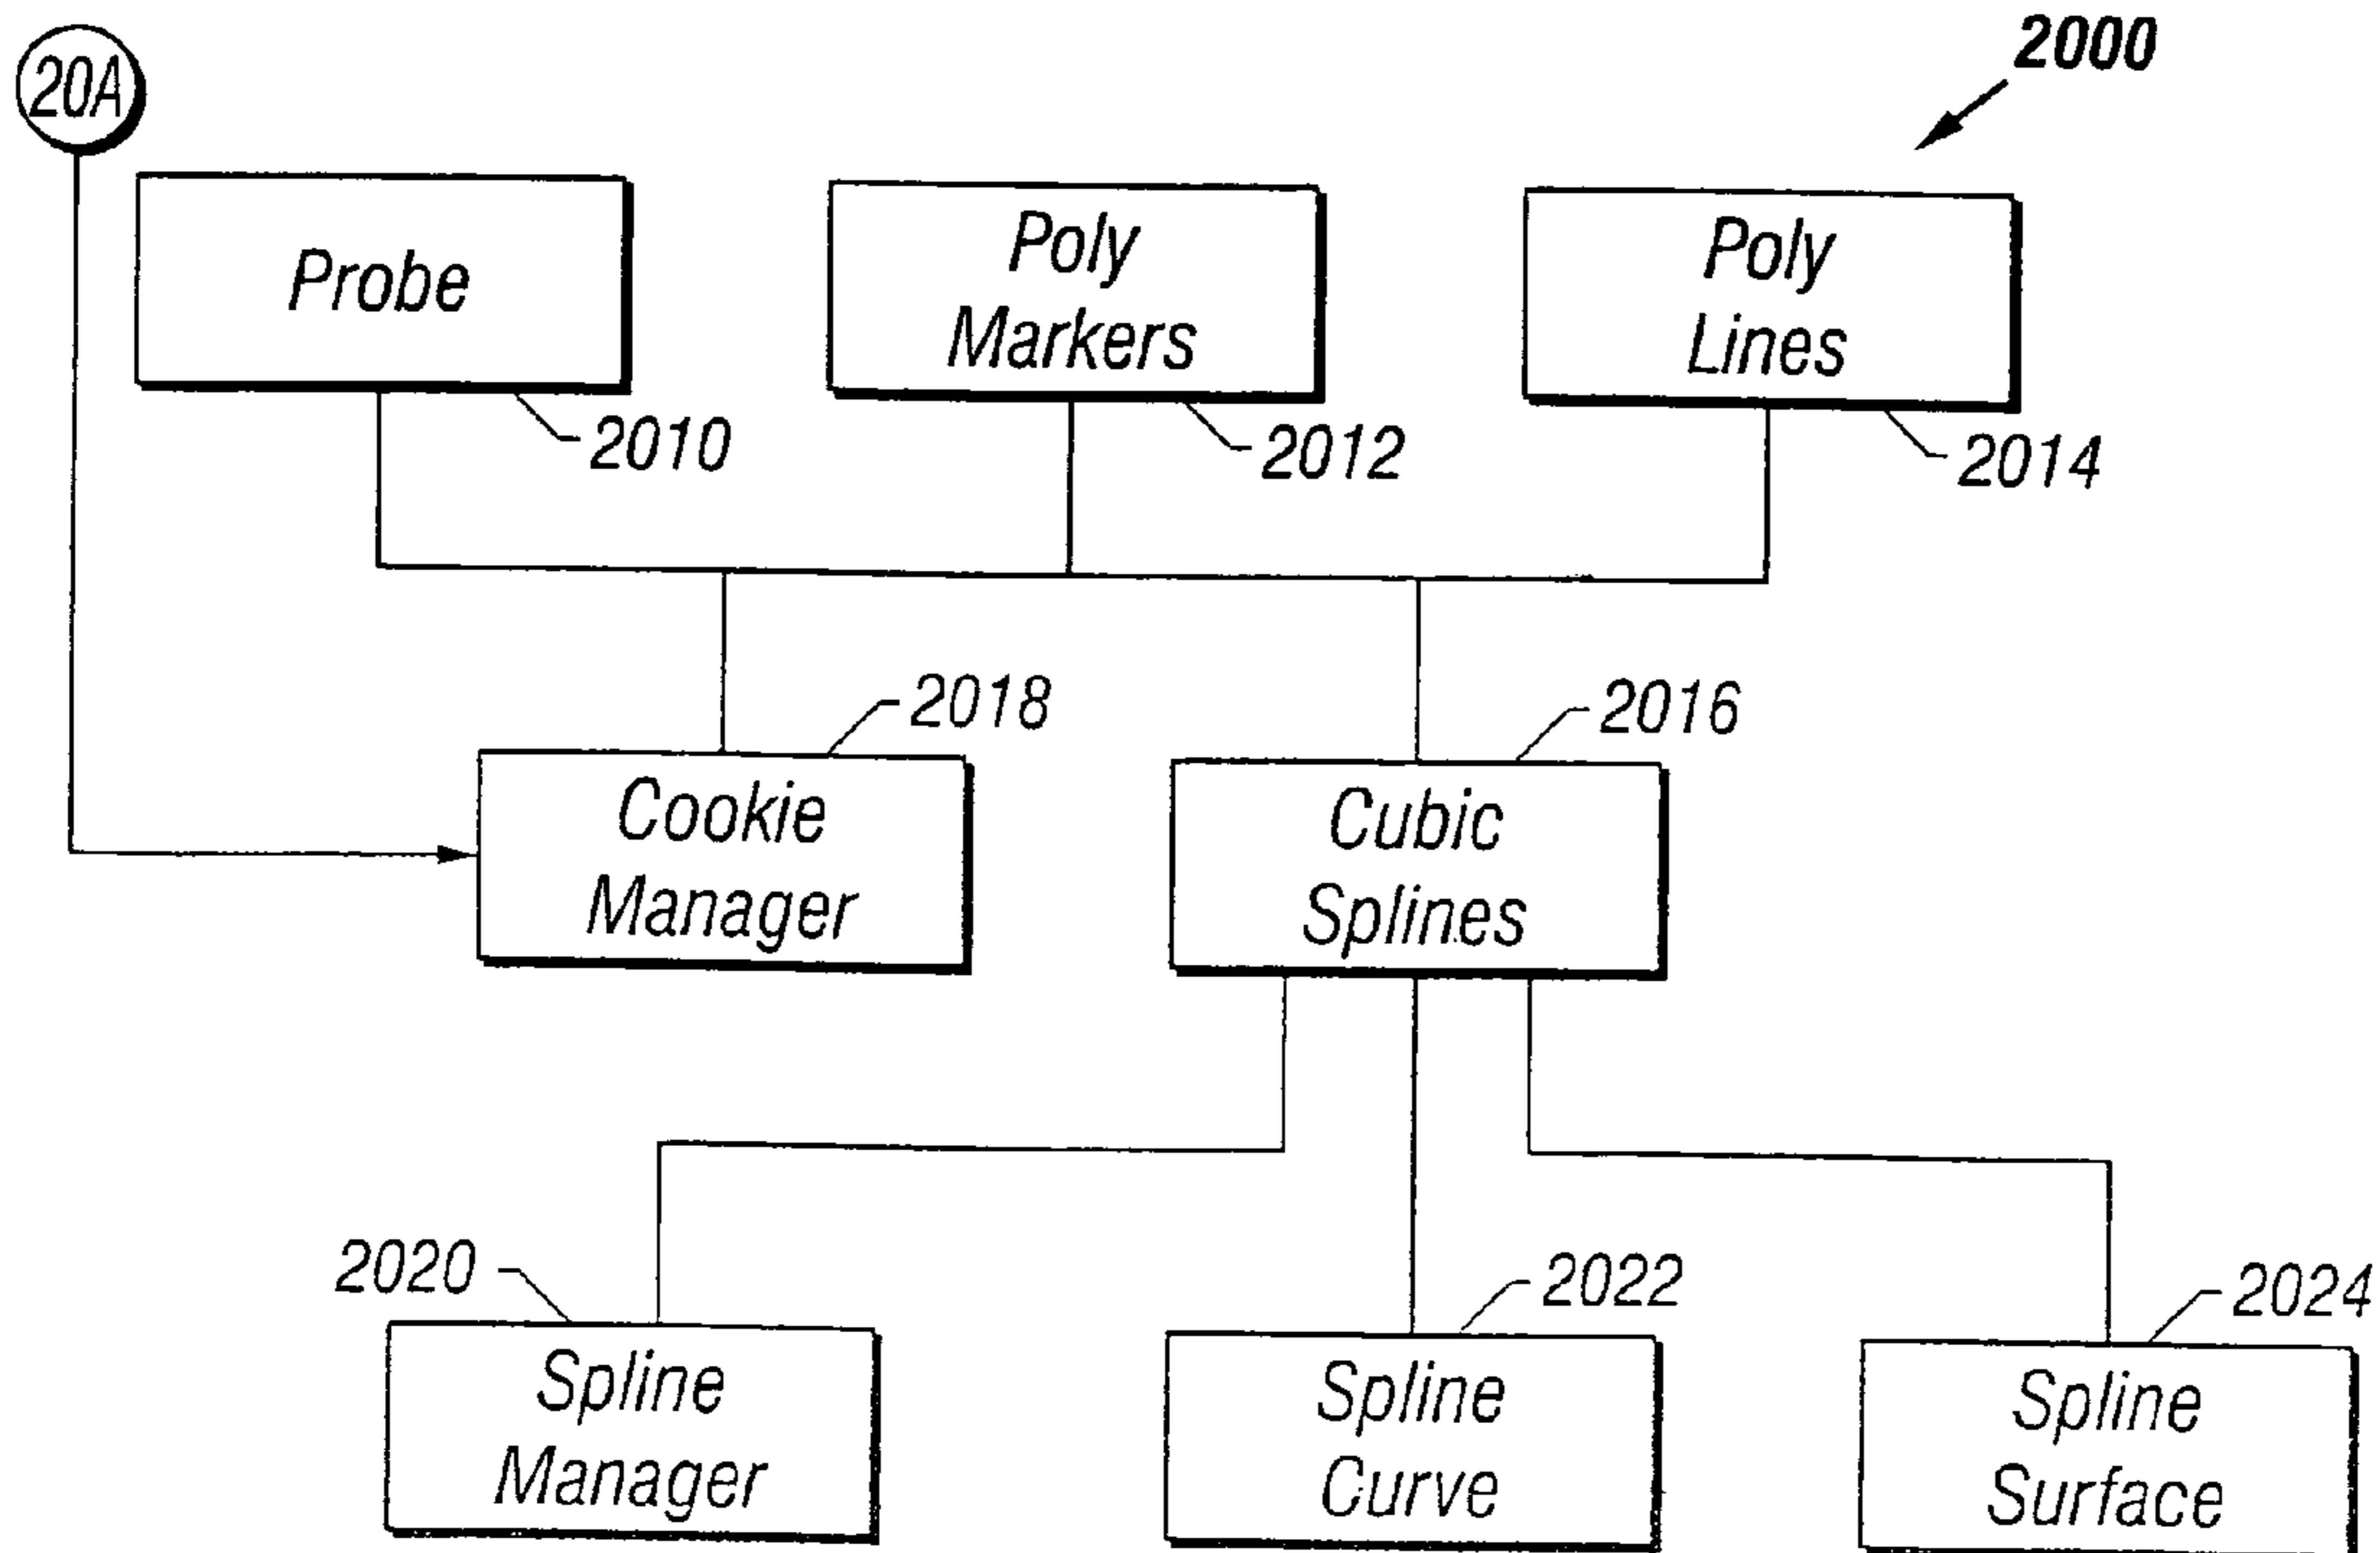 2000
20A
Probe
Poly
Markers
Poly
Lines
2010
2012
2014
2018
2016
Cookie
Manager
Cubic
Splines
2020
2022
2024
Spline
Manager
Spline
Curve
Spline
Surface